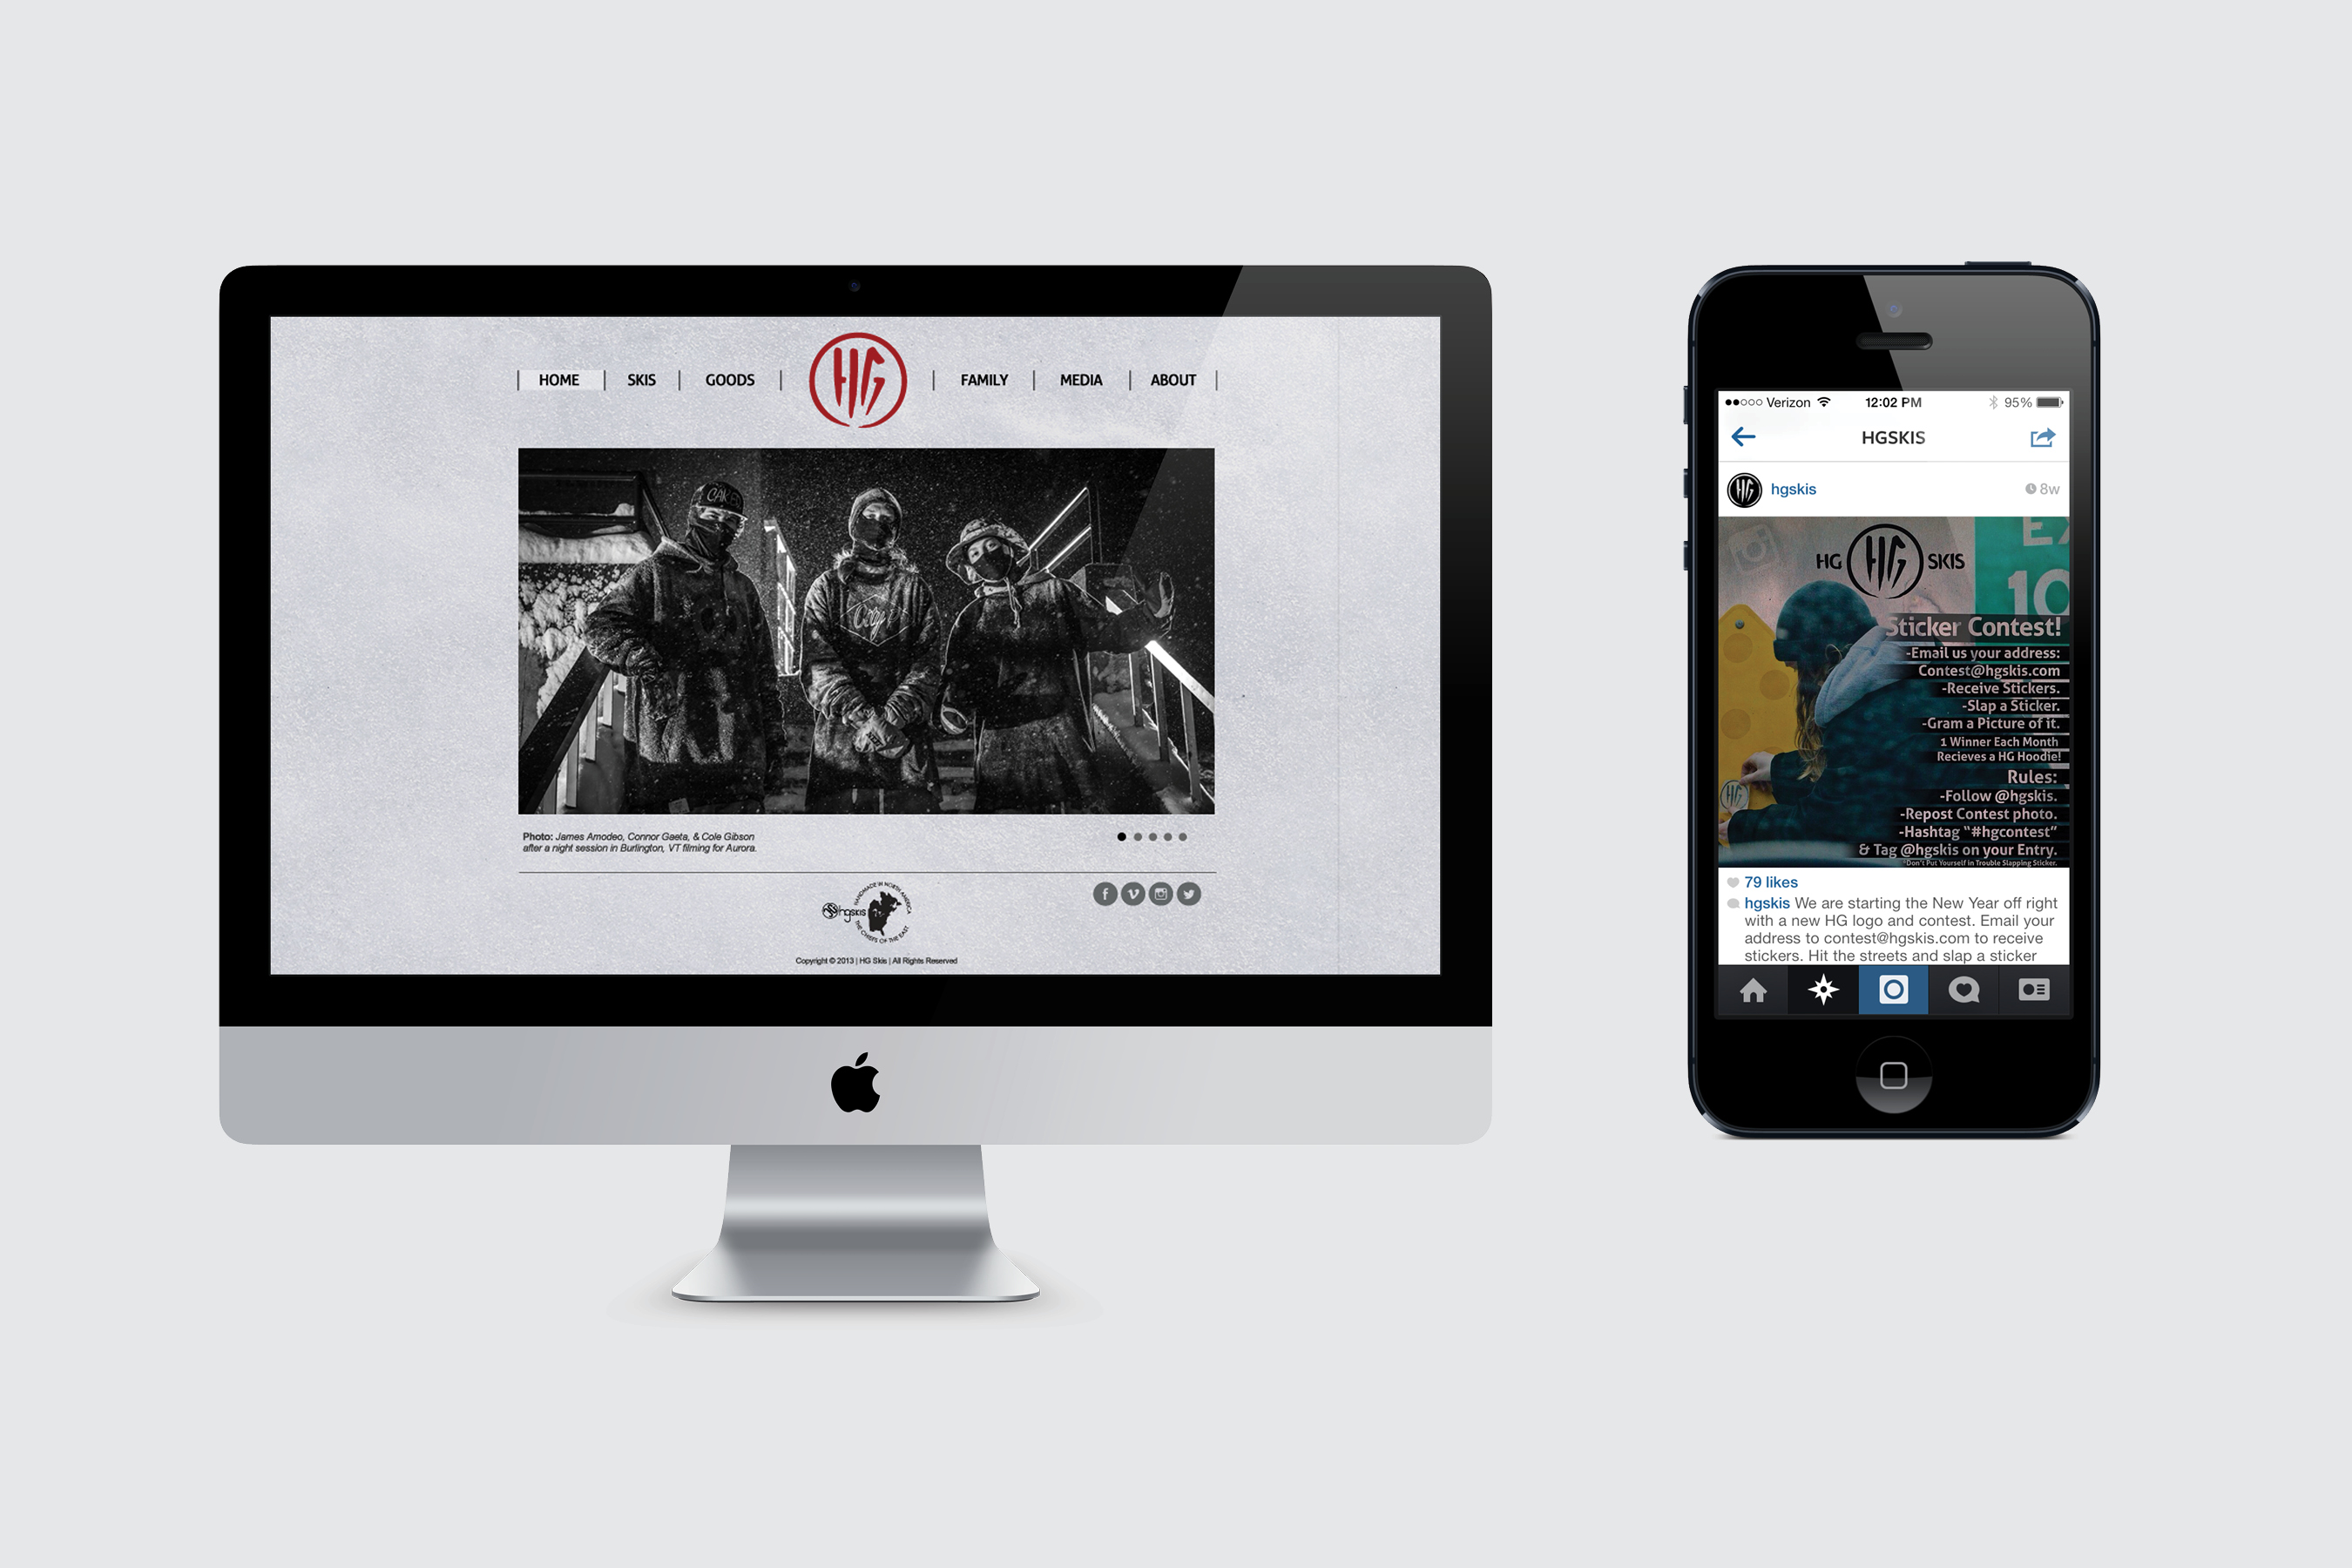 HOME
SKIS
GOODS
HG
FAMILY
MEDIA
ABOUT
CAKES
Photo: James Amodeo, Connor Gaeta, & Cole Gibson
after a night session in Burlington, VT filming for Aurora.
HANDMADE IN NORTH AMERICA
hgskis
THE CHIEFS OF THE EAST
Copyright © 2013 | HG Skis | All Rights Reserved
Verizon
12:02 PM
95%
HGSKIS
HG
hgskis
8w
EX
10
HG HG SKIS
Sticker Contest!
-Email us your address:
Contest@hgskis.com
-Receive Stickers.
-Slap a Sticker.
-Gram a Picture of it.
1 Winner Each Month
Recieves a HG Hoodie!
Rules:
HG
-Follow @hgskis.
-Repost Contest photo.
-Hashtag "#hgcontest"
& Tag @hgskis on your Entry.
*Don't Put Yourself in Trouble Slapping Sticker.
79 likes
hgskis We are starting the New Year off right
with a new HG logo and contest. Email your
address to contest@hgskis.com to receive
stickers. Hit the streets and slap a sticker